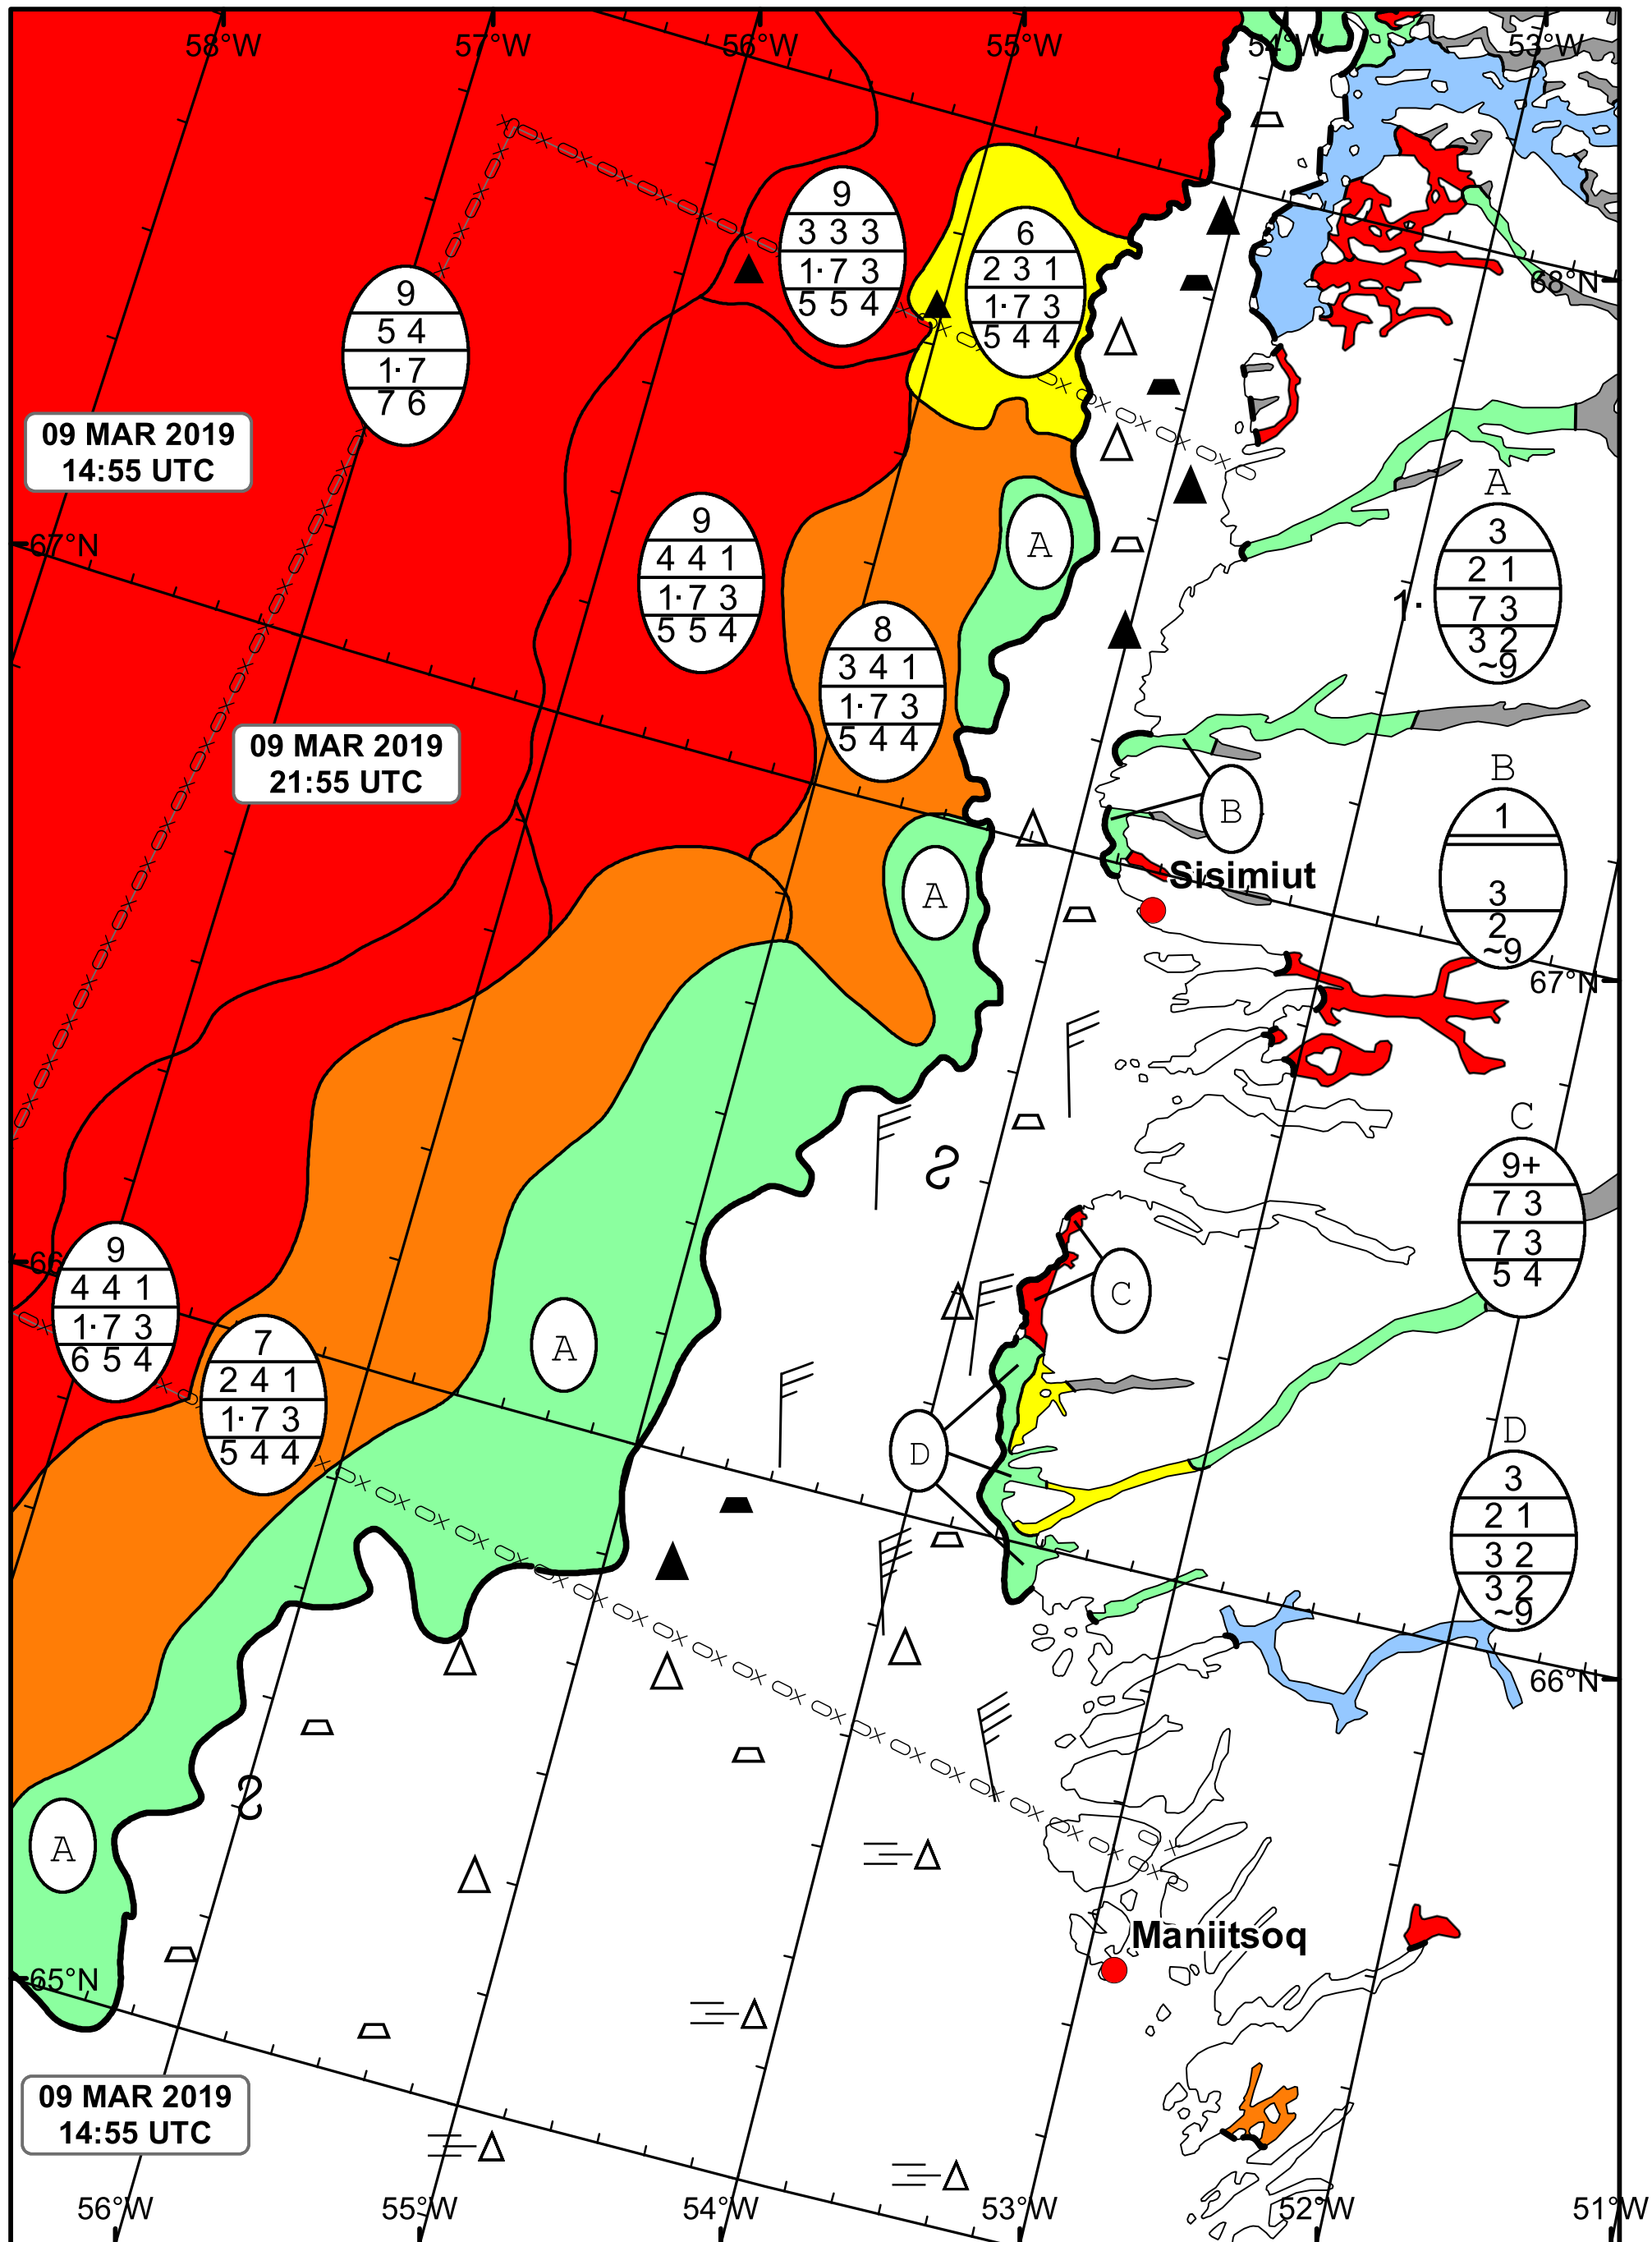 58°W
57°W
56°W
55°W
54°W
53°W
9
3 3 3
1· 7 3
5 5 4
6
2 3 1
1· 7 3
5 4 4
68°N
9
5 4
1· 7
7 6
09 MAR 2019
14:55 UTC
67°N
9
4 4 1
1· 7 3
5 5 4
A
A
3
2 1
1· 7 3
3 2
~9
8
3 4 1
1· 7 3
5 4 4
09 MAR 2019
21:55 UTC
B
B
1
3
2
~9
A
Sisimiut
67°N
C
9+
7 3
7 3
5 4
66
9
4 4 1
1· 7 3
6 5 4
C
A
7
2 4 1
1· 7 3
5 4 4
D
D
3
2 1
3 2
3 2
~9
66°N
A
Maniitsoq
65°N
09 MAR 2019
14:55 UTC
56°W
55°W
54°W
53°W
52°W
51°W